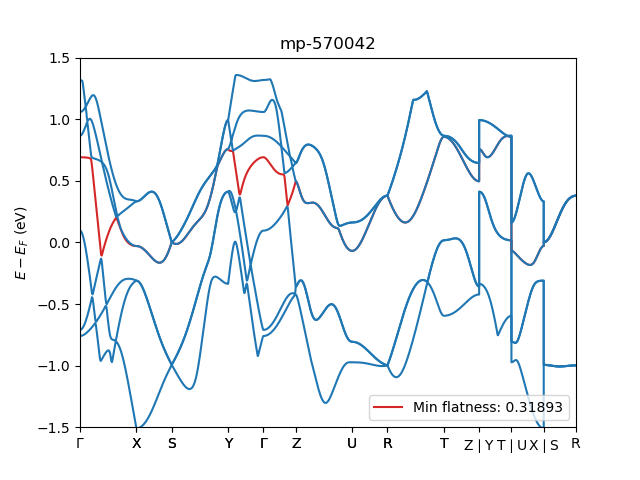 mp-570042
1.5
1.0
0.5
0.0
−0.5
−1.0
−1.5
E − E_F (eV)
Min flatness: 0.31893
Γ X S Y Γ Z U R T Z | Y T | U X | S R